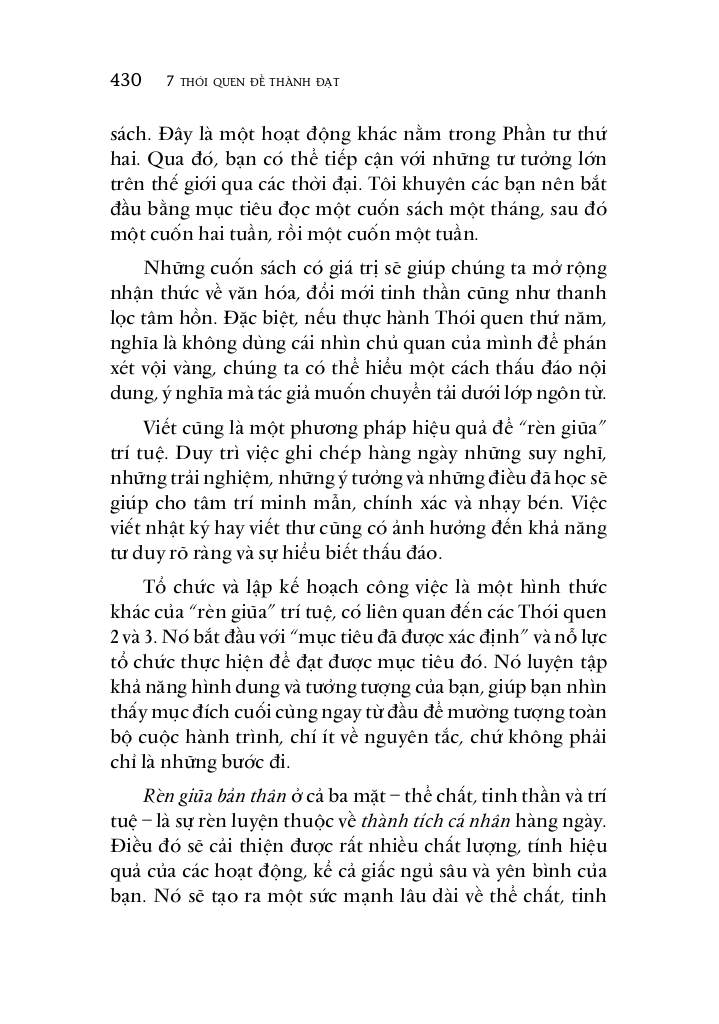 430 7 THÓI QUEN ĐỂ THÀNH ĐẠT
sách. Đây là một hoạt động khác nằm trong Phần tư thứ
hai. Qua đó, bạn có thể tiếp cận với những tư tưởng lớn
trên thế giới qua các thời đại. Tôi khuyên các bạn nên bắt
đầu bằng mục tiêu đọc một cuốn sách một tháng, sau đó
một cuốn hai tuần, rồi một cuốn một tuần.
Những cuốn sách có giá trị sẽ giúp chúng ta mở rộng
nhận thức về văn hóa, đổi mới tinh thần cũng như thanh
lọc tâm hồn. Đặc biệt, nếu thực hành Thói quen thứ năm,
nghĩa là không dùng cái nhìn chủ quan của mình để phán
xét vội vàng, chúng ta có thể hiểu một cách thấu đáo nội
dung, ý nghĩa mà tác giả muốn chuyển tải dưới lớp ngôn từ.
Viết cũng là một phương pháp hiệu quả để “rèn giũa”
trí tuệ. Duy trì việc ghi chép hàng ngày những suy nghĩ,
những trải nghiệm, những ý tưởng và những điều đã học sẽ
giúp cho tâm trí minh mẫn, chính xác và nhạy bén. Việc
viết nhật ký hay viết thư cũng có ảnh hưởng đến khả năng
tư duy rõ ràng và sự hiểu biết thấu đáo.
Tổ chức và lập kế hoạch công việc là một hình thức
khác của “rèn giũa” trí tuệ, có liên quan đến các Thói quen
2 và 3. Nó bắt đầu với “mục tiêu đã được xác định” và nỗ lực
tổ chức thực hiện để đạt được mục tiêu đó. Nó luyện tập
khả năng hình dung và tưởng tượng của bạn, giúp bạn nhìn
thấy mục đích cuối cùng ngay từ đầu để mường tượng toàn
bộ cuộc hành trình, chí ít về nguyên tắc, chứ không phải
chỉ là những bước đi.
Rèn giũa bản thân ở cả ba mặt – thể chất, tinh thần và trí
tuệ – là sự rèn luyện thuộc về thành tích cá nhân hàng ngày.
Điều đó sẽ cải thiện được rất nhiều chất lượng, tính hiệu
quả của các hoạt động, kể cả giấc ngủ sâu và yên bình của
bạn. Nó sẽ tạo ra một sức mạnh lâu dài về thể chất, tinh